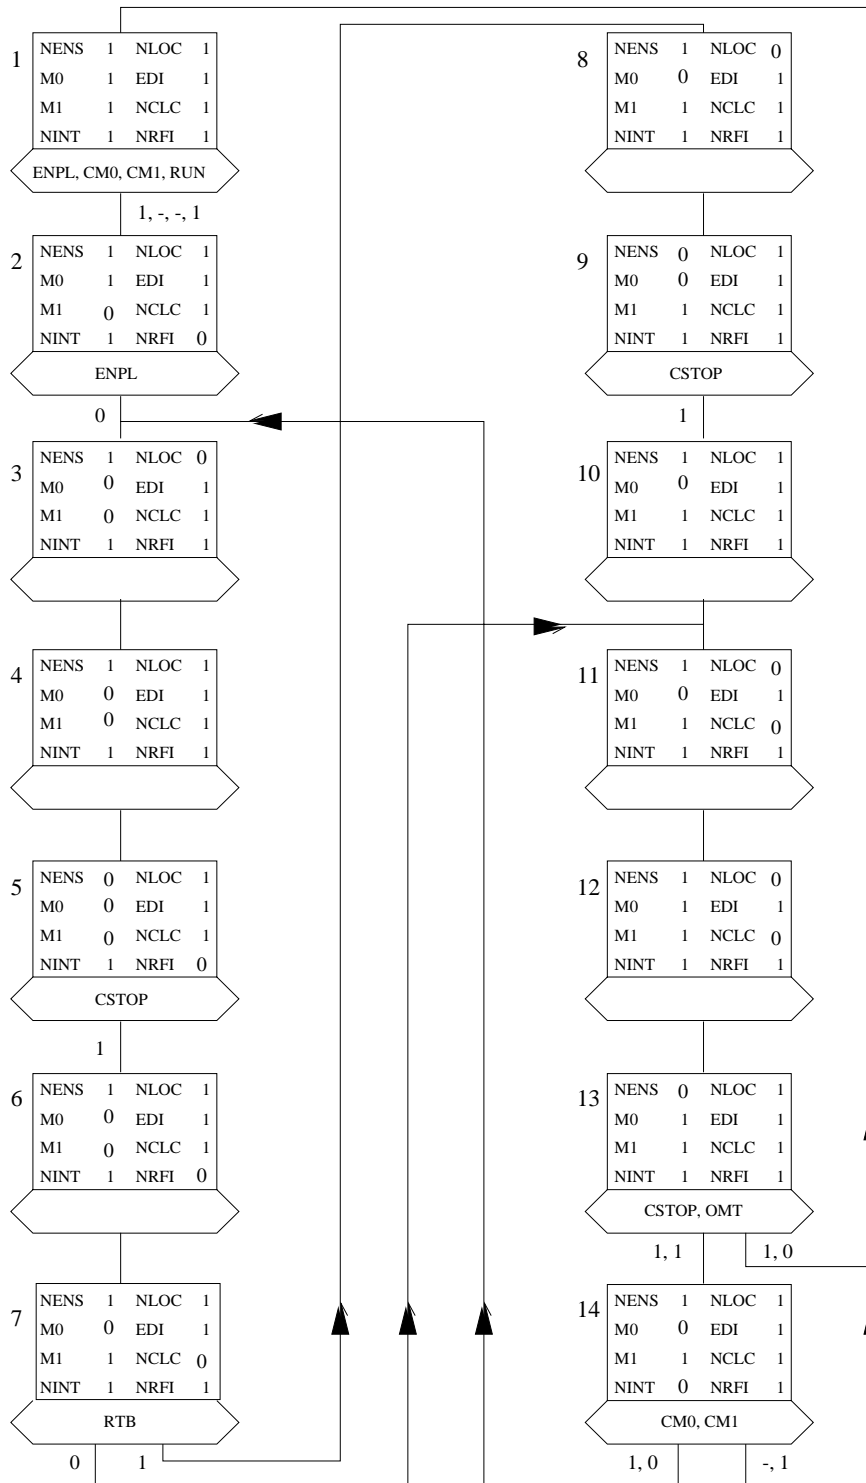 1
NENS 1 NLOC 1
M0 1 EDI 1
M1 1 NCLC 1
NINT 1 NRFI 1
ENPL, CM0, CM1, RUN
1, -, -, 1
2
NENS 1 NLOC 1
M0 1 EDI 1
M1 0 NCLC 1
NINT 1 NRFI 0
ENPL
0
3
NENS 1 NLOC 0
M0 0 EDI 1
M1 0 NCLC 1
NINT 1 NRFI 1
4
NENS 1 NLOC 1
M0 0 EDI 1
M1 0 NCLC 1
NINT 1 NRFI 1
5
NENS 0 NLOC 1
M0 0 EDI 1
M1 0 NCLC 1
NINT 1 NRFI 0
CSTOP
1
6
NENS 1 NLOC 1
M0 0 EDI 1
M1 0 NCLC 1
NINT 1 NRFI 0
7
NENS 1 NLOC 1
M0 0 EDI 1
M1 1 NCLC 0
NINT 1 NRFI 1
RTB
0 1
8
NENS 1 NLOC 0
M0 0 EDI 1
M1 1 NCLC 1
NINT 1 NRFI 1
9
NENS 0 NLOC 1
M0 0 EDI 1
M1 1 NCLC 1
NINT 1 NRFI 1
CSTOP
1
10
NENS 1 NLOC 1
M0 0 EDI 1
M1 1 NCLC 1
NINT 1 NRFI 1
11
NENS 1 NLOC 0
M0 0 EDI 1
M1 1 NCLC 0
NINT 1 NRFI 1
12
NENS 1 NLOC 0
M0 1 EDI 1
M1 1 NCLC 0
NINT 1 NRFI 1
13
NENS 0 NLOC 1
M0 1 EDI 1
M1 1 NCLC 1
NINT 1 NRFI 1
CSTOP, OMT
1, 1 1, 0
14
NENS 1 NLOC 1
M0 0 EDI 1
M1 1 NCLC 1
NINT 0 NRFI 1
CM0, CM1
1, 0 -, 1